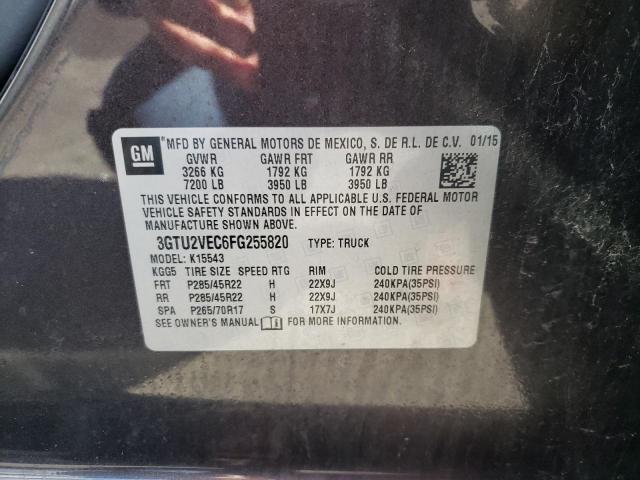 GM MFD BY GENERAL MOTORS DE MEXICO, S. DE R.L. DE C.V. 01/15
GVWR GAWR FRT GAWR RR
3266 KG 1792 KG 1792 KG
7200 LB 3950 LB 3950 LB
THIS VEHICLE CONFORMS TO ALL APPLICABLE U.S. FEDERAL MOTOR
VEHICLE SAFETY STANDARDS IN EFFECT ON THE DATE OF
MANUFACTURE SHOWN ABOVE.
3GTU2VEC6FG255820 TYPE: TRUCK
MODEL: K15543
KGG5 TIRE SIZE SPEED RTG RIM COLD TIRE PRESSURE
FRT P285/45R22 H 22X9J 240KPA(35PSI)
RR P285/45R22 H 22X9J 240KPA(35PSI)
SPA P265/70R17 S 17X7J 240KPA(35PSI)
SEE OWNER'S MANUAL FOR MORE INFORMATION.